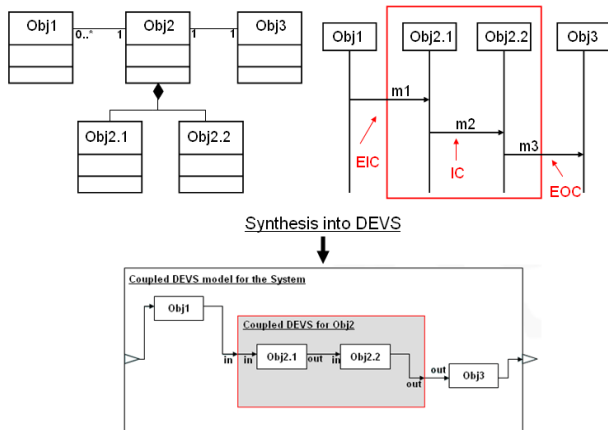 Obj1
Obj2
Obj3
0..*
1
1
1
Obj2.1
Obj2.2
Obj1
Obj2.1
Obj2.2
Obj3
m1
m2
m3
EIC
IC
EOC
Synthesis into DEVS
Coupled DEVS model for the System
Obj1
Coupled DEVS for Obj2
in
in
Obj2.1
out
in
Obj2.2
out
out
Obj3